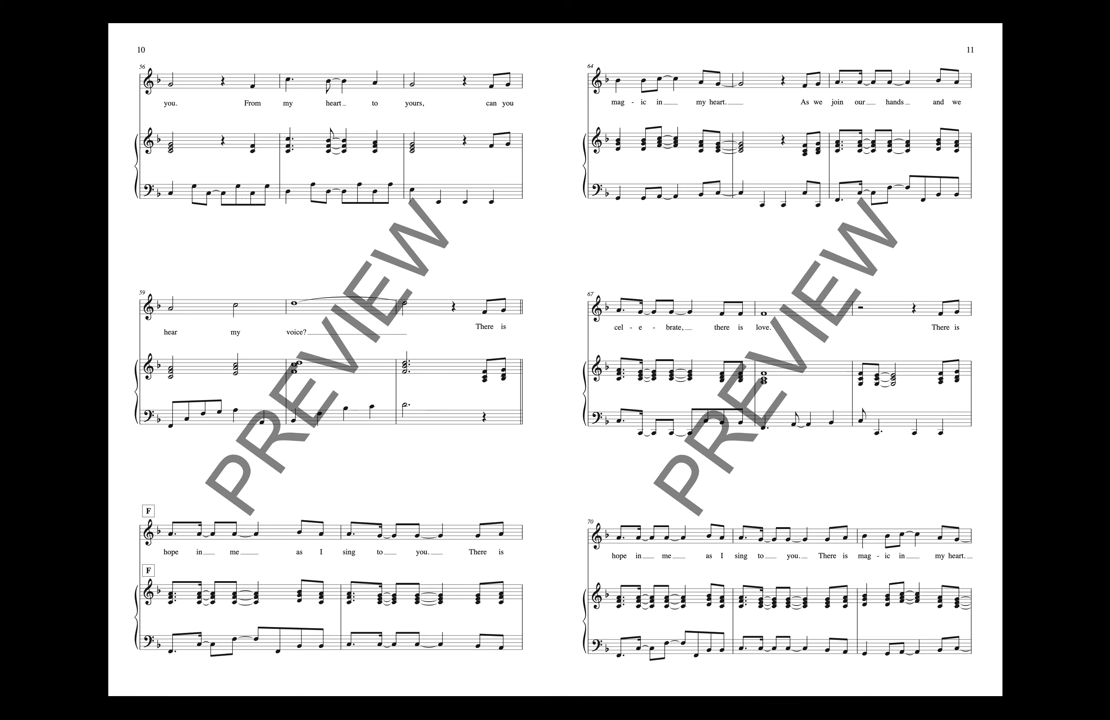 10
56
you. From my heart to yours, can you
59
hear my voice? There is
F
hope in me as I sing to you. There is
F
PREVIEW
11
64
mag - ic in my heart. As we join our hands and we
67
cel - e - brate, there is love. There is
70
hope in me as I sing to you. There is mag - ic in my heart.
PREVIEW